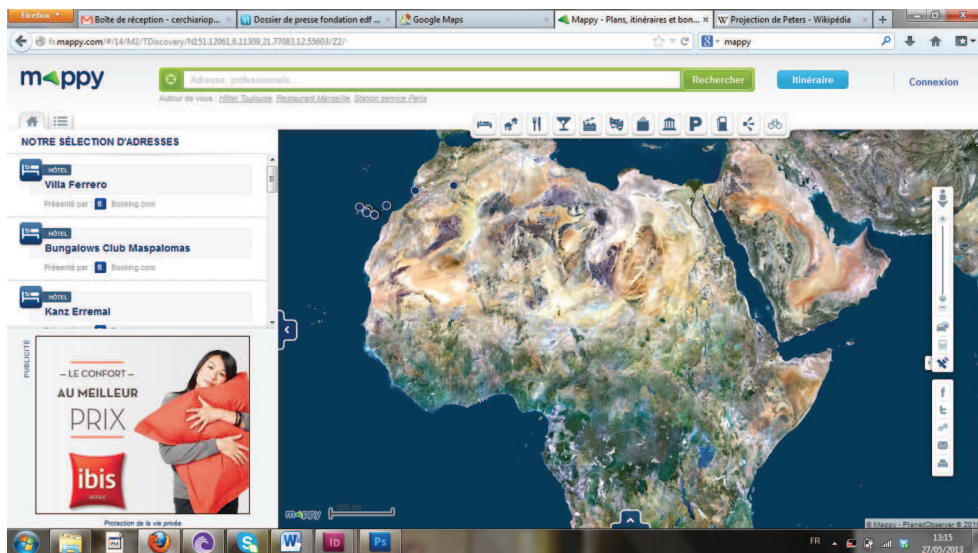 Firefox
Boîte de réception - cerchiariop...
Dossier de presse fondation edf ...
Google Maps
Mappy - Plans, itinéraires et bon...
Projection de Peters - Wikipédia
fr.mappy.com/#/14/M2/TDiscovery/N151.12061,6.11309,21.77083,12.55603/Z2/
mappy
mappy
Adresse, professionnels...
Rechercher
Itinéraire
Connexion
Autour de vous : Hôtel Toulouse, Restaurant Marseille, Station service Paris
NOTRE SÉLECTION D'ADRESSES
HÔTEL
Villa Ferrero
Présenté par : B. Booking.com
HÔTEL
Bungalows Club Maspalomas
Présenté par : B. Booking.com
HÔTEL
Kanz Erremal
PUBLICITÉ
– LE CONFORT –
AU MEILLEUR
PRIX
ibis
HOTELS
Protection de la vie privée
mappy
500 km
© Mappy - PlanetObserver ©
FR
13:15
27/05/2013